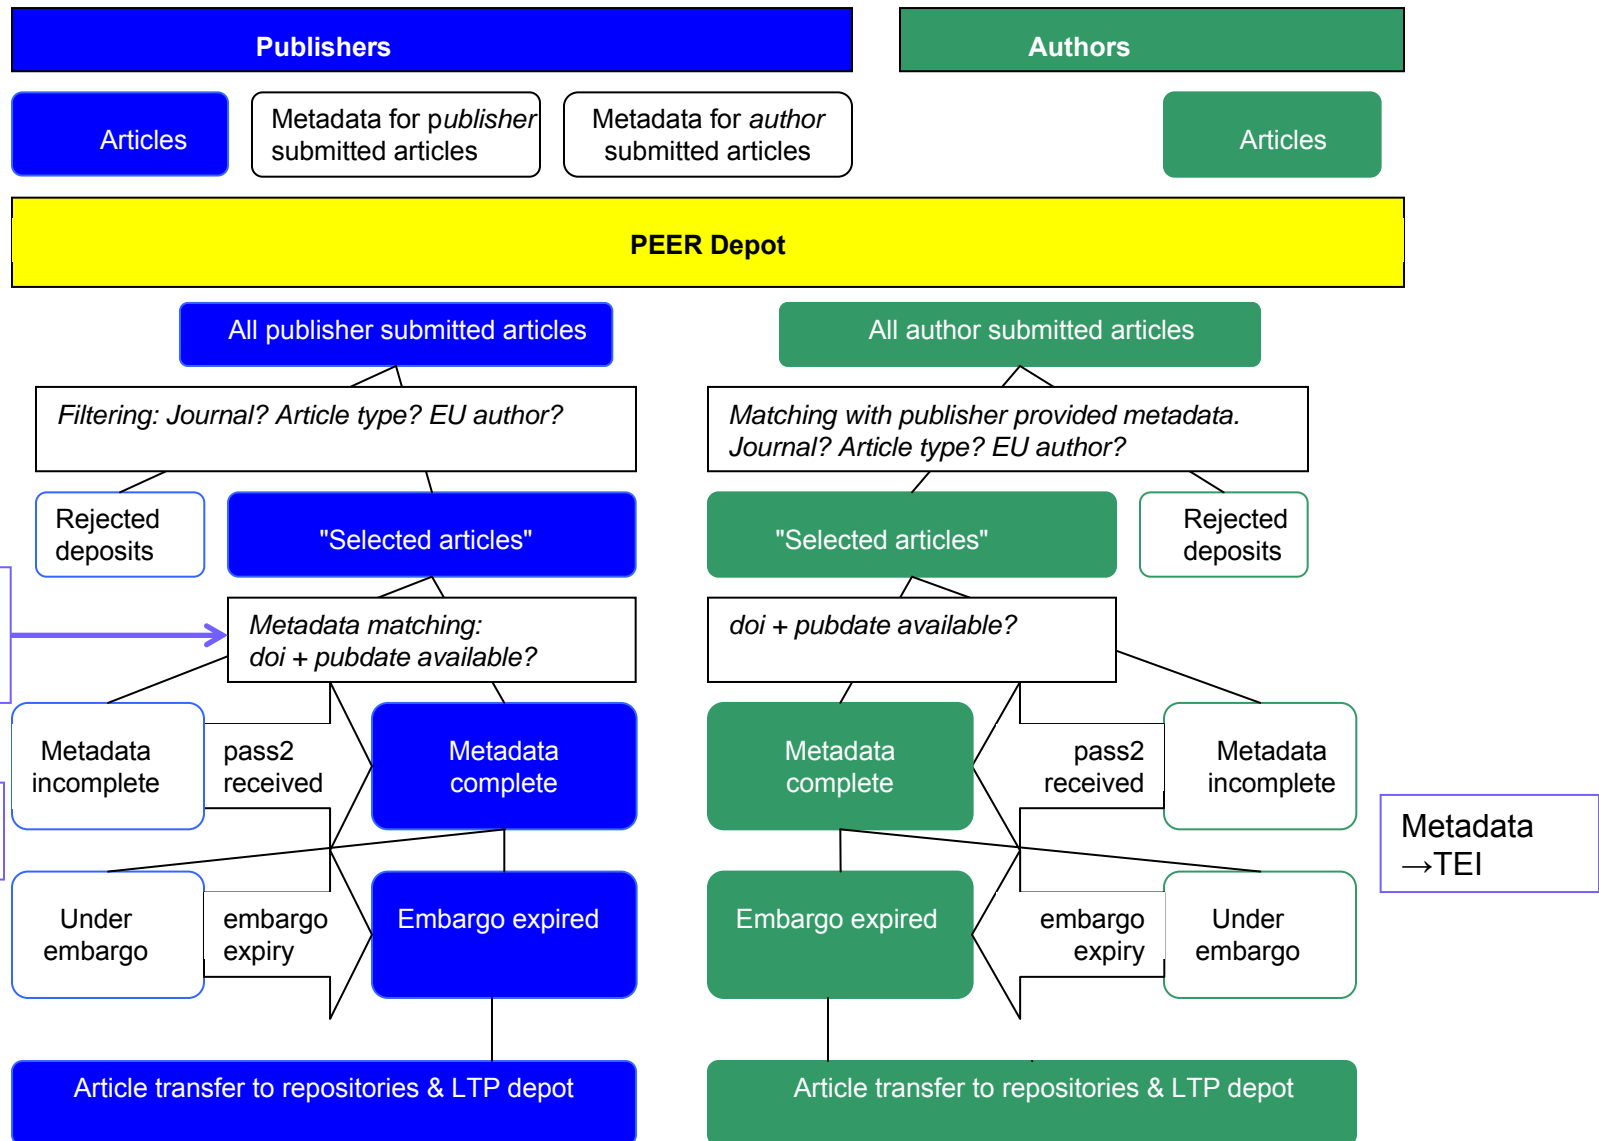 Publishers
Authors
Articles
Metadata for publisher
submitted articles
Metadata for author
submitted articles
Articles
PEER Depot
All publisher submitted articles
All author submitted articles
Filtering: Journal? Article type? EU author?
Matching with publisher provided metadata.
Journal? Article type? EU author?
Rejected
deposits
"Selected articles"
"Selected articles"
Rejected
deposits
Metadata matching:
doi + pubdate available?
doi + pubdate available?
Metadata
incomplete
pass2
received
Metadata
complete
Metadata
complete
pass2
received
Metadata
incomplete
Metadata
→TEI
Under
embargo
embargo
expiry
Embargo expired
Embargo expired
embargo
expiry
Under
embargo
Article transfer to repositories & LTP depot
Article transfer to repositories & LTP depot